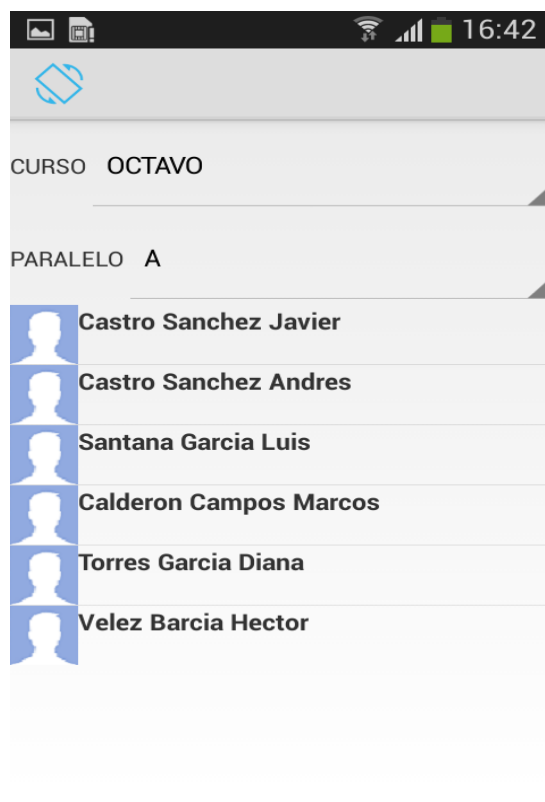 16:42
CURSO OCTAVO
PARALELO A
Castro Sanchez Javier
Castro Sanchez Andres
Santana Garcia Luis
Calderon Campos Marcos
Torres Garcia Diana
Velez Barcia Hector